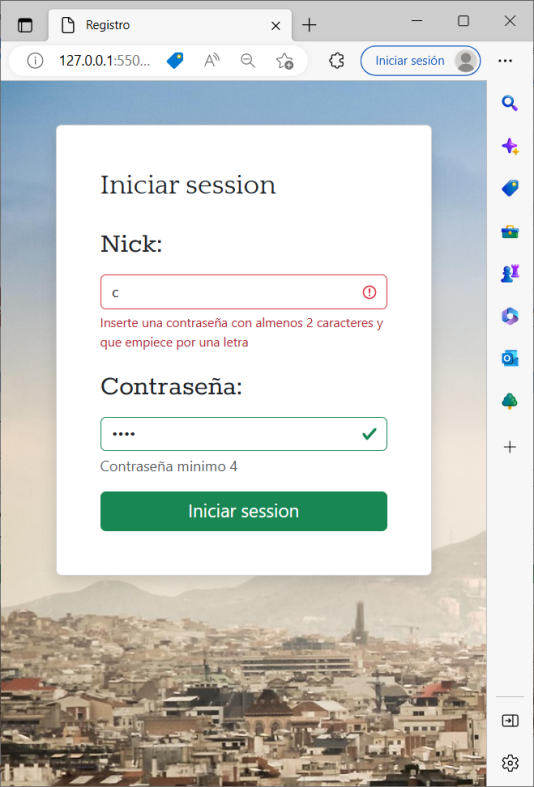 Registro
127.0.0.1:550...
Iniciar sesión
Iniciar session
Nick:
c
Inserte una contraseña con almenos 2 caracteres y
que empiece por una letra
Contraseña:
••••
Contraseña minimo 4
Iniciar session